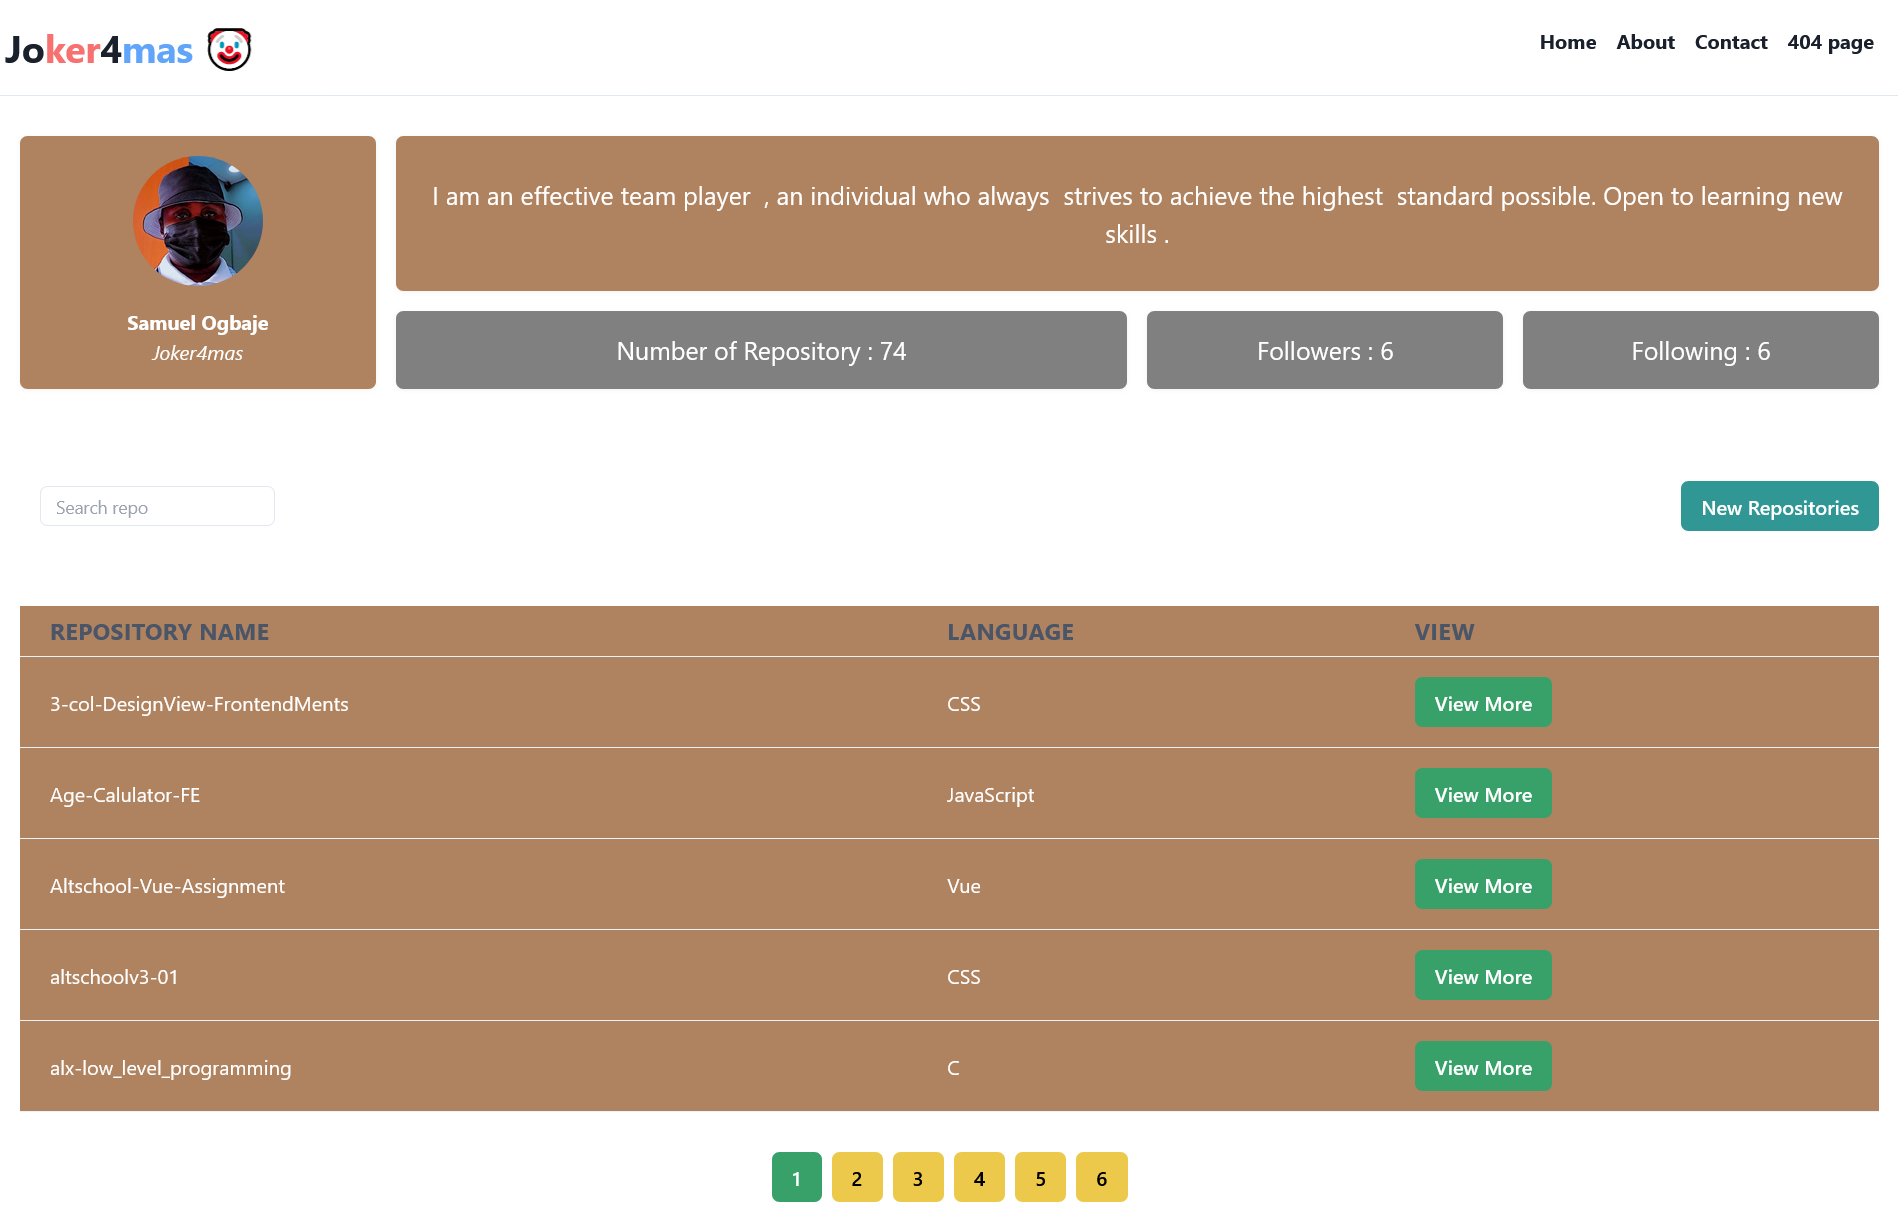 Joker4mas 🤡
Home About Contact 404 page
I am an effective team player , an individual who always strives to achieve the highest standard possible. Open to learning new
skills .
Samuel Ogbaje
Joker4mas
Number of Repository : 74
Followers : 6
Following : 6
Search repo
New Repositories
REPOSITORY NAME LANGUAGE VIEW
3-col-DesignView-FrontendMents CSS View More
Age-Calulator-FE JavaScript View More
Altschool-Vue-Assignment Vue View More
altschoolv3-01 CSS View More
alx-low_level_programming C View More
1 2 3 4 5 6